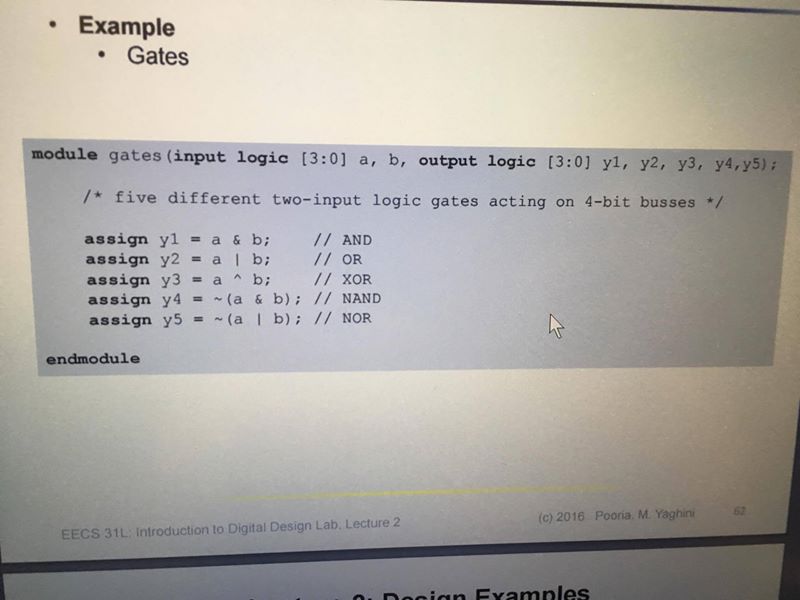 • Example
• Gates
module gates(input logic [3:0] a, b, output logic [3:0] y1, y2, y3, y4,y5);
/* five different two-input logic gates acting on 4-bit busses */
assign y1 = a & b; // AND
assign y2 = a | b; // OR
assign y3 = a ^ b; // XOR
assign y4 = ~(a & b); // NAND
assign y5 = ~(a | b); // NOR
endmodule
EECS 31L: Introduction to Digital Design Lab, Lecture 2 (c) 2016 Pooria. M. Yaghini 62
Design Examples